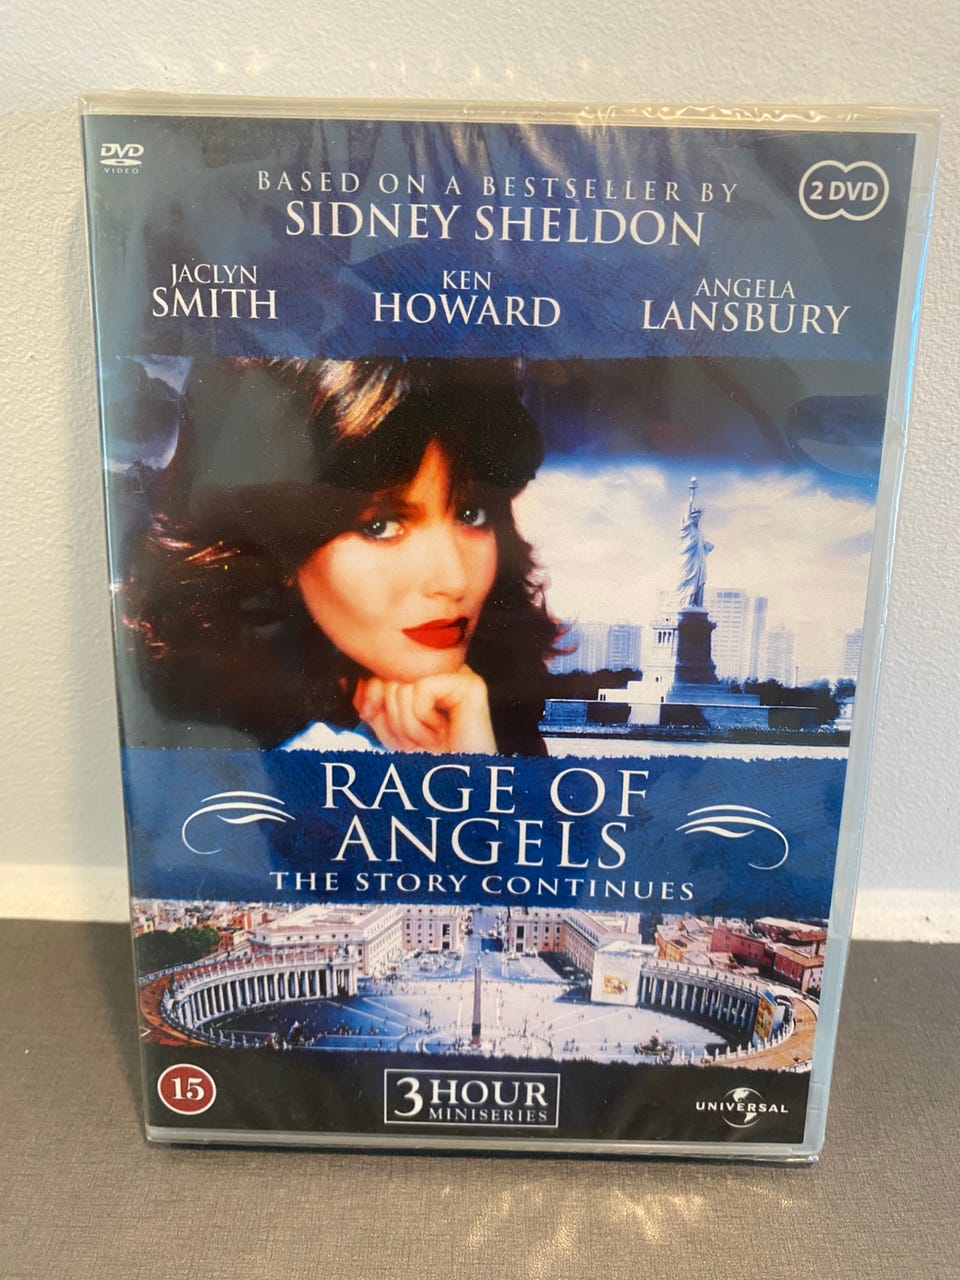 DVD
VIDEO
BASED ON A BESTSELLER BY
2 DVD
SIDNEY SHELDON
JACLYN
SMITH
KEN
HOWARD
ANGELA
LANSBURY
RAGE OF
ANGELS
THE STORY CONTINUES
15
3 HOUR
MINISERIES
UNIVERSAL